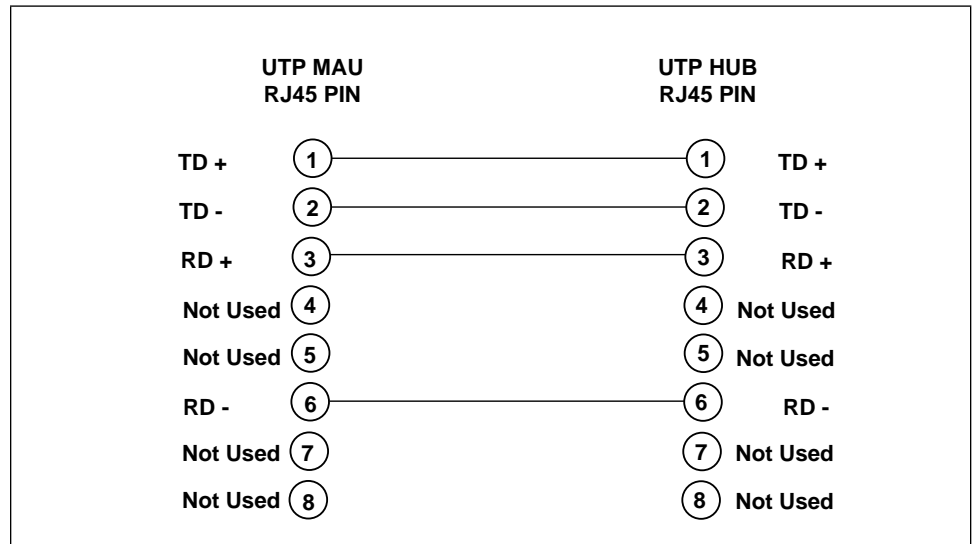 UTP MAU UTP HUB
RJ45 PIN RJ45 PIN
TD + 1 1 TD +
TD - 2 2 TD -
RD + 3 3 RD +
Not Used 4 4 Not Used
Not Used 5 5 Not Used
RD - 6 6 RD -
Not Used 7 7 Not Used
Not Used 8 8 Not Used